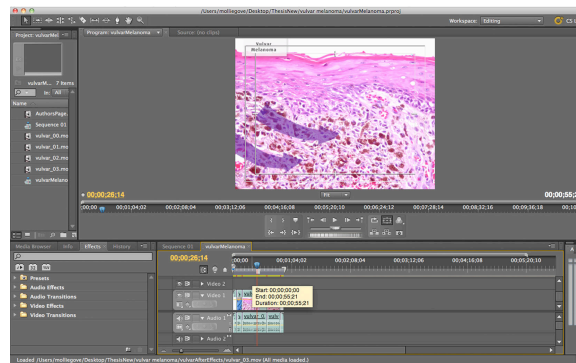 /Users/molliegove/Desktop/ThesisNew/vulvar melanoma/vulvarMelanoma.prproj
Workspace: Editing
CS L
Project: vulvarMel
Program: vulvarMelanoma
Source: (no clips)
Vulvar
Melanoma
vulvarM... 7 Items
In: All
Name
AuthorsPage.
Sequence 01
vulvar_00.mo
vulvar_01.mo
vulvar_02.mo
vulvar_03.mo
vulvarMelano
00;00;26;14
Fit
00;00;55;2
;00;00 00;01;04;02 00;02;08;04 00;03;12;06 00;04;16;08 00;05;20;10 00;06;24;12 00;07;28;14 00;08;32;16 00;09;36;18 00;10
Media Browser Info Effects History
Sequence 01 vulvarMelanoma
00;00;26;14
;00;00 00;01;04;02 00;02;08;04 00;03;12;06 00;04;16;08 00;05;20;10
Presets
Audio Effects
Audio Transitions
Video Effects
Video Transitions
Video 2
Video 1
Start: 00;00;00;00
End: 00;00;55;21
Duration: 00;00;55;21
Audio 1
vulvar_0
vulv
Audio 2
Loaded /Users/molliegove/Desktop/ThesisNew/vulvar melanoma/vulvarAfterEffects/vulvar_03.mov (All media loaded.)